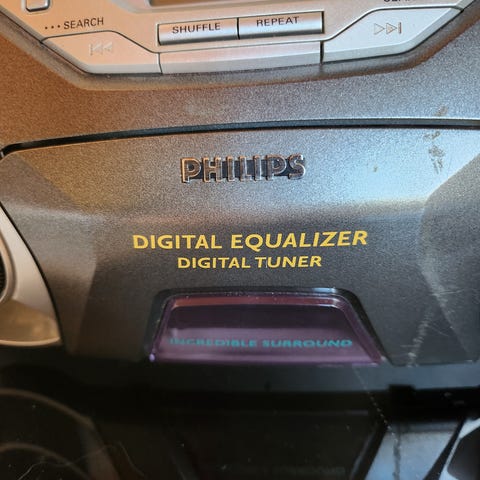 SEARCH
SHUFFLE
REPEAT
PHILIPS
DIGITAL EQUALIZER
DIGITAL TUNER
INCREDIBLE SURROUND